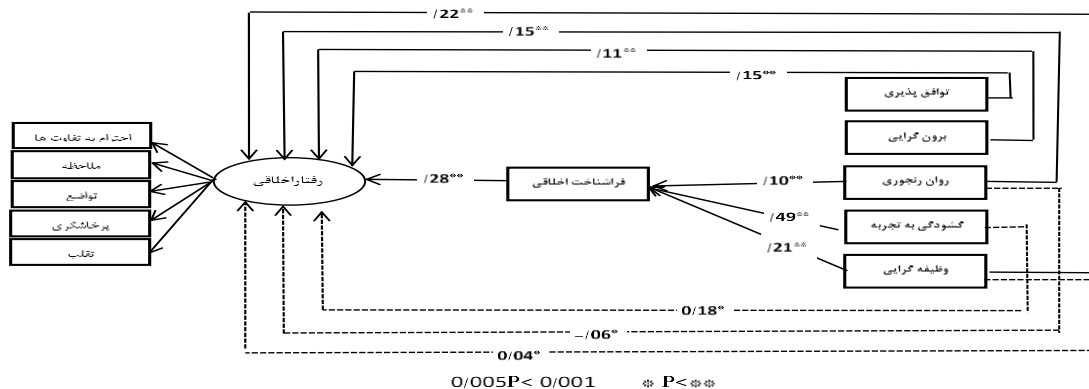 /22**
/15**
/11**
/15**
توافق پذیری
برون گرایی
روان رنجوری
گشودگی به تجربه
وظیفه گرایی
/10**
/49**
/21**
فراشناخت اخلاقی
/28**
رفتاراخلاقی
احترام به تفاوت ها
ملاحظه
تواضع
پرخاشگری
تقلب
0/18*
–/06*
0/04*
0/005P< 0/001 * P<**